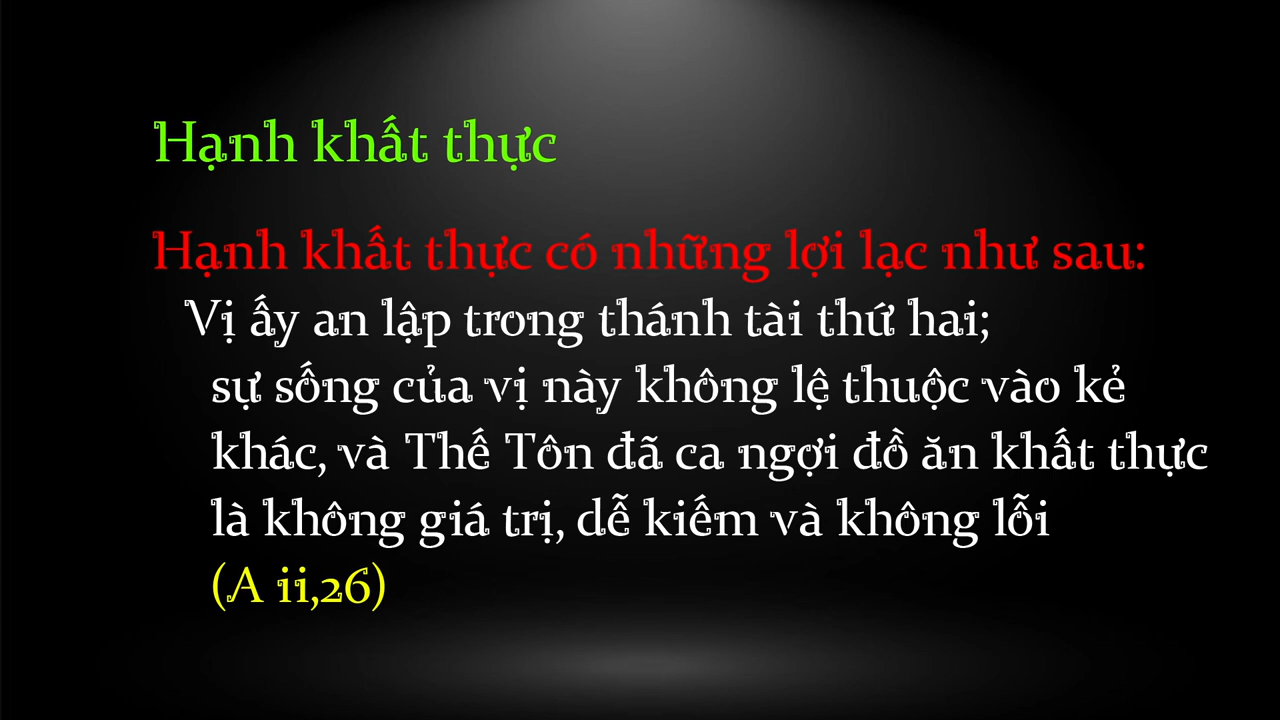 Hạnh khất thực
Hạnh khất thực có những lợi lạc như sau:
Vị ấy an lập trong thánh tài thứ hai;
sự sống của vị này không lệ thuộc vào kẻ
khác, và Thế Tôn đã ca ngợi đồ ăn khất thực
là không giá trị, dễ kiếm và không lỗi
(A ii,26)